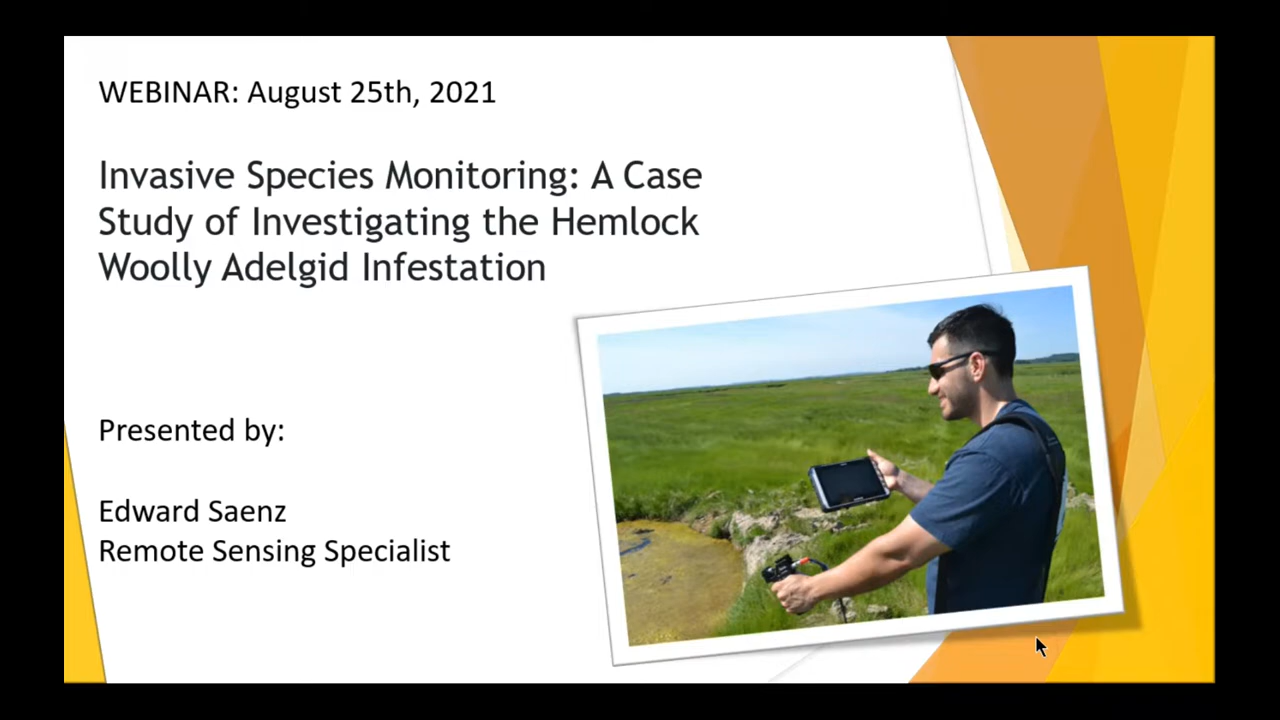 WEBINAR: August 25th, 2021
Invasive Species Monitoring: A Case
Study of Investigating the Hemlock
Woolly Adelgid Infestation
Presented by:
Edward Saenz
Remote Sensing Specialist